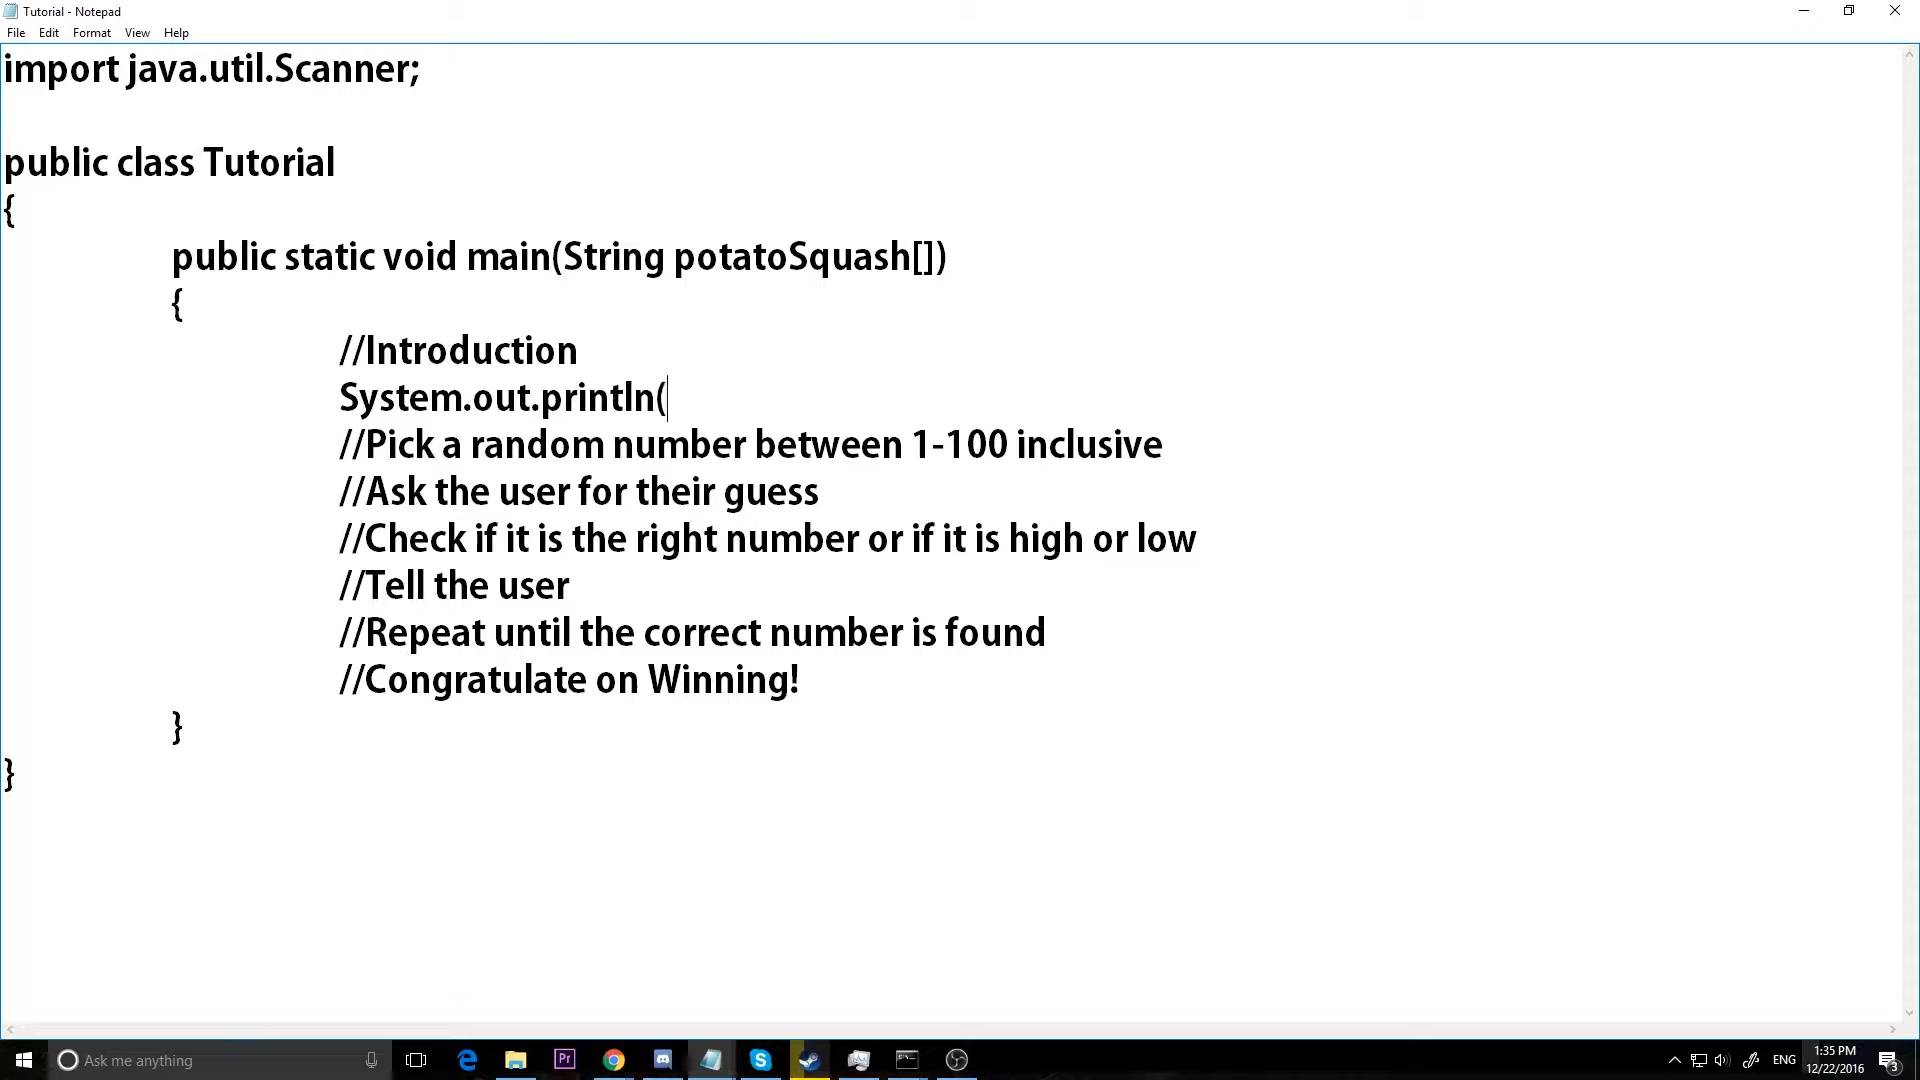 Tutorial - Notepad
File Edit Format View Help
import java.util.Scanner;
public class Tutorial
{
public static void main(String potatoSquash[])
{
//Introduction
System.out.println(
//Pick a random number between 1-100 inclusive
//Ask the user for their guess
//Check if it is the right number or if it is high or low
//Tell the user
//Repeat until the correct number is found
//Congratulate on Winning!
}
}
Ask me anything
Pr
ENG
1:35 PM
12/22/2016
3